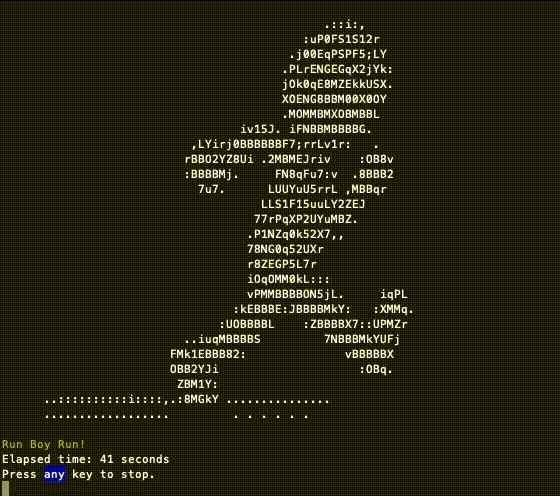 .::i:,
:uP0FS1S12r
.j00EqPSPF5;LY
.PLrENGEGqX2jYk:
jOk0qE8MZEkkUSX.
XOENG8BBM00X0OY
.MOMMBMXOBMBBL
iv15J. iFNBBMBBBBG.
,LYirj0BBBBBBF7;rrLv1r: .
rBBO2YZ8Ui .2MBMEJriv :OB8v
:BBBBMj. FN8qFu7:v .8BBB2
7u7. LUUYuU5rrL ,MBBqr
LLS1F15uuLY2ZEJ
77rPqXP2UYuMBZ.
.P1NZq0k52X7,,
78NG0q52UXr
r8ZEGP5L7r
iOqOMM0kL:::
vPMMBBBBON5jL. iqPL
:kEBBBE:JBBBBMkY: :XMMq.
:UOBBBBL :ZBBBBX7::UPMZr
..iuqMBBBBS 7NBBBMkYUFj
FMk1EBBB82: vBBBBBX
OBB2YJi :OBq.
ZBM1Y:
..::::::::::i::::,.:8MGkY ...............
.................. . . . . . .
Run Boy Run!
Elapsed time: 41 seconds
Press any key to stop.